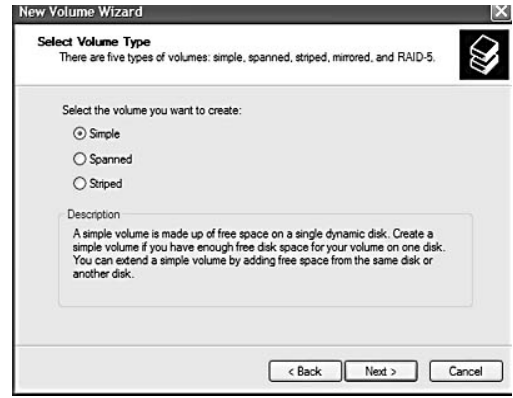 New Volume Wizard
Select Volume Type
There are five types of volumes: simple, spanned, striped, mirrored, and RAID-5.
Select the volume you want to create:
Simple
Spanned
Striped
Description
A simple volume is made up of free space on a single dynamic disk. Create a
simple volume if you have enough free disk space for your volume on one disk.
You can extend a simple volume by adding free space from the same disk or
another disk.
< Back Next > Cancel